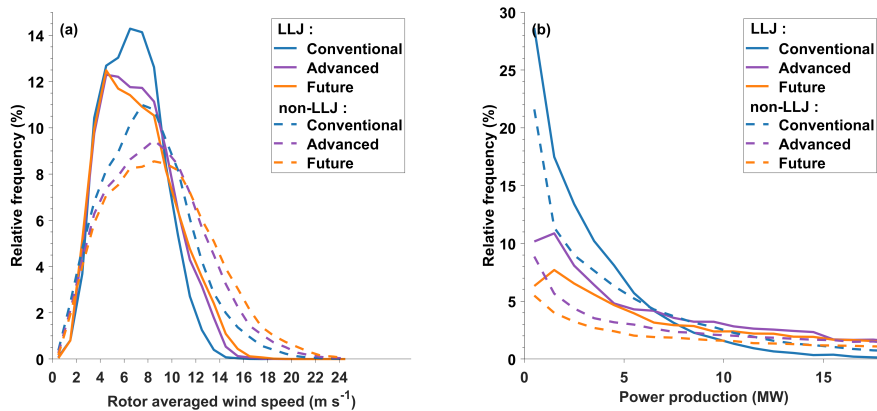 (a)
LLJ :
Conventional
Advanced
Future
non-LLJ :
Conventional
Advanced
Future
14
12
10
8
6
4
2
0
0 2 4 6 8 10 12 14 16 18 20 22 24
Relative frequency (%)
Rotor averaged wind speed (m s-1)
(b)
LLJ :
Conventional
Advanced
Future
non-LLJ :
Conventional
Advanced
Future
30
25
20
15
10
5
0
0 5 10 15
Relative frequency (%)
Power production (MW)